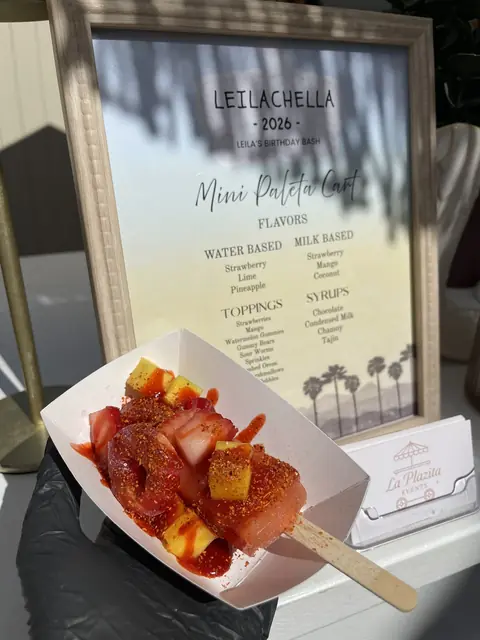 LEILACHELLA
- 2026 -
LEILA'S BIRTHDAY BASH
Mini Paleta Cart
FLAVORS
WATER BASED
Strawberry
Lime
Pineapple
MILK BASED
Strawberry
Mango
Coconut
TOPPINGS
Strawberries
Mango
Watermelon Gummies
Gummy Bears
Sour Worms
Sprinkles
SYRUPS
Chocolate
Condensed Milk
Chamoy
Tajin
La Plazita
EVENTS